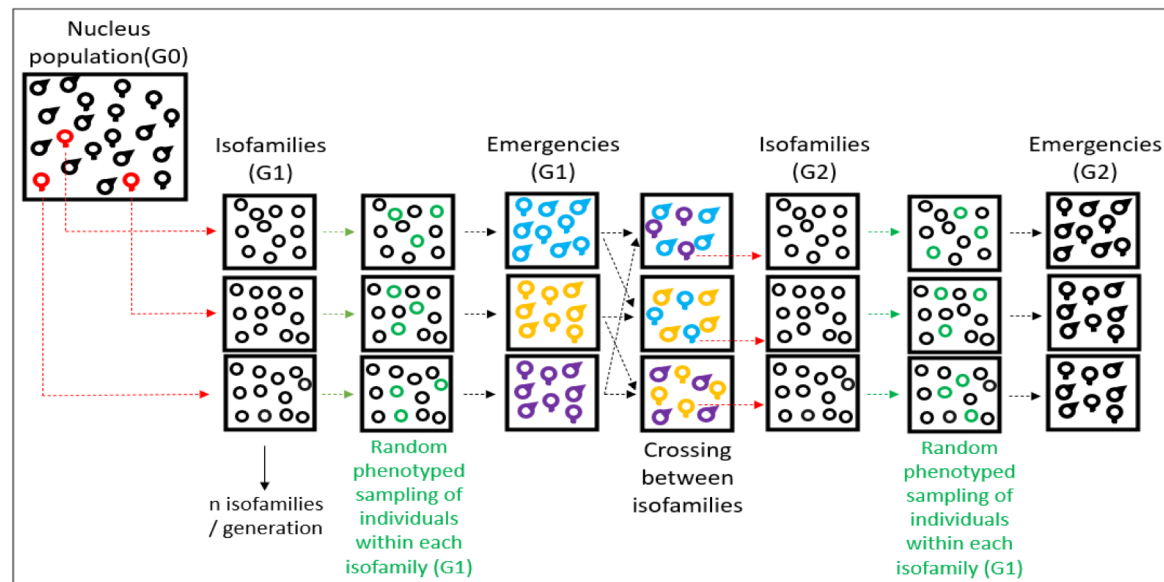 Nucleus
population(G0)
Isofamilies
(G1)
Emergencies
(G1)
Isofamilies
(G2)
Emergencies
(G2)
n isofamilies
/ generation
Random
phenotyped
sampling of
individuals
within each
isofamily (G1)
Crossing
between
isofamilies
Random
phenotyped
sampling of
individuals
within each
isofamily (G1)